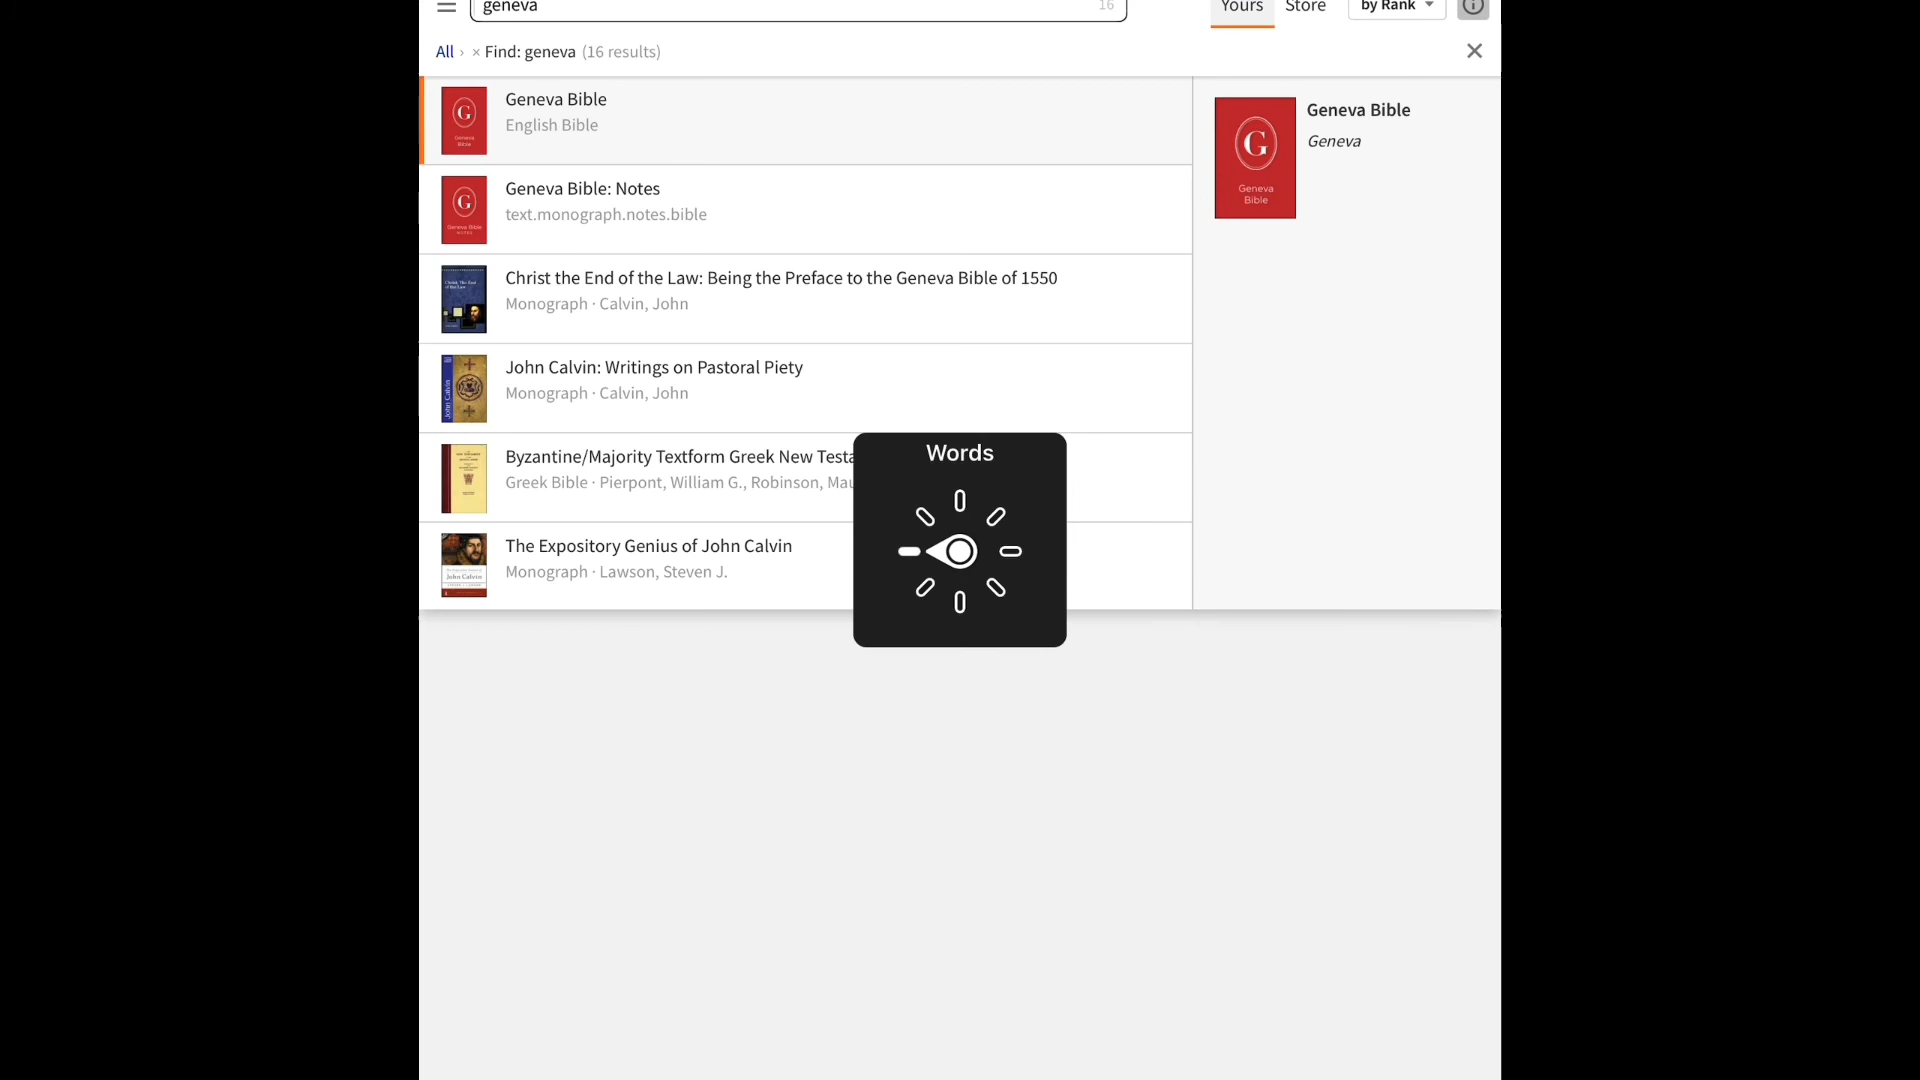 geneva 16 Yours Store by Rank
All › × Find: geneva (16 results)
Geneva Bible
English Bible
Geneva Bible: Notes
text.monograph.notes.bible
Christ the End of the Law: Being the Preface to the Geneva Bible of 1550
Monograph · Calvin, John
John Calvin: Writings on Pastoral Piety
Monograph · Calvin, John
Byzantine/Majority Textform Greek New Testa
Greek Bible · Pierpont, William G., Robinson, Mau
The Expository Genius of John Calvin
Monograph · Lawson, Steven J.
Geneva Bible
Geneva
G
Geneva
Bible
Words